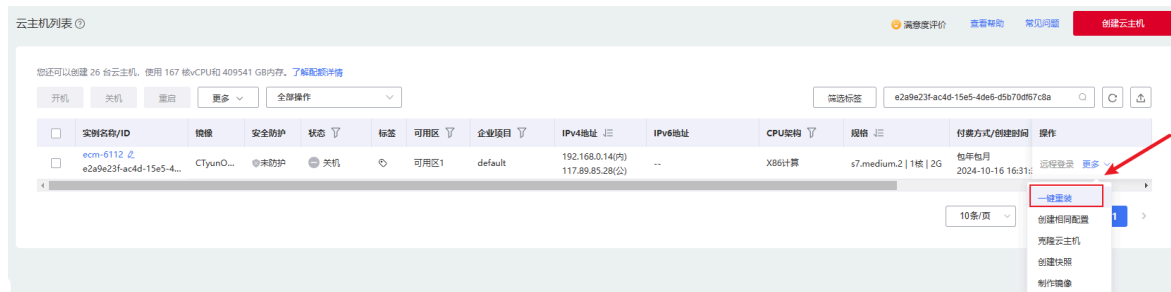 云主机列表
满意度评价 查看帮助 常见问题 创建云主机
您还可以创建 26 台云主机，使用 167 核vCPU和 409541 GB内存。了解配额详情
开机 关机 重启 更多 全部操作 筛选标签 e2a9e23f-ac4d-15e5-4de6-d5b70df67c8a
实例名称/ID 镜像 安全防护 状态 标签 可用区 企业项目 IPv4地址 IPv6地址 CPU架构 规格 付费方式/创建时间 操作
ecm-6112 192.168.0.14(内) 包年包月
CTyunO... 未防护 关机 可用区1 default -- X86计算 s7.medium.2 | 1核 | 2G 远程登录 更多
e2a9e23f-ac4d-15e5-4... 117.89.85.28(公) 2024-10-16 16:31:
一键重装
10条/页 1
创建相同配置
克隆云主机
创建快照
制作镜像